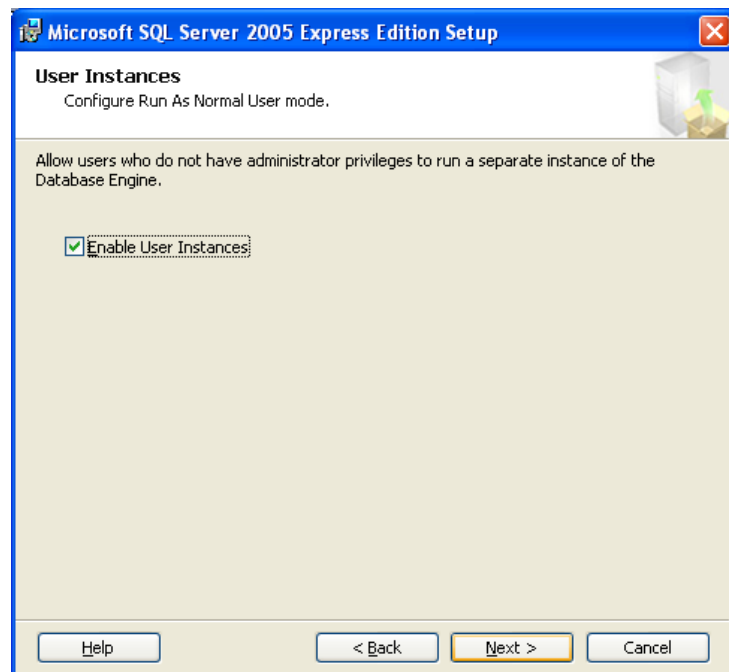 Microsoft SQL Server 2005 Express Edition Setup
User Instances
Configure Run As Normal User mode.
Allow users who do not have administrator privileges to run a separate instance of the
Database Engine.
Enable User Instances
Help
< Back
Next >
Cancel